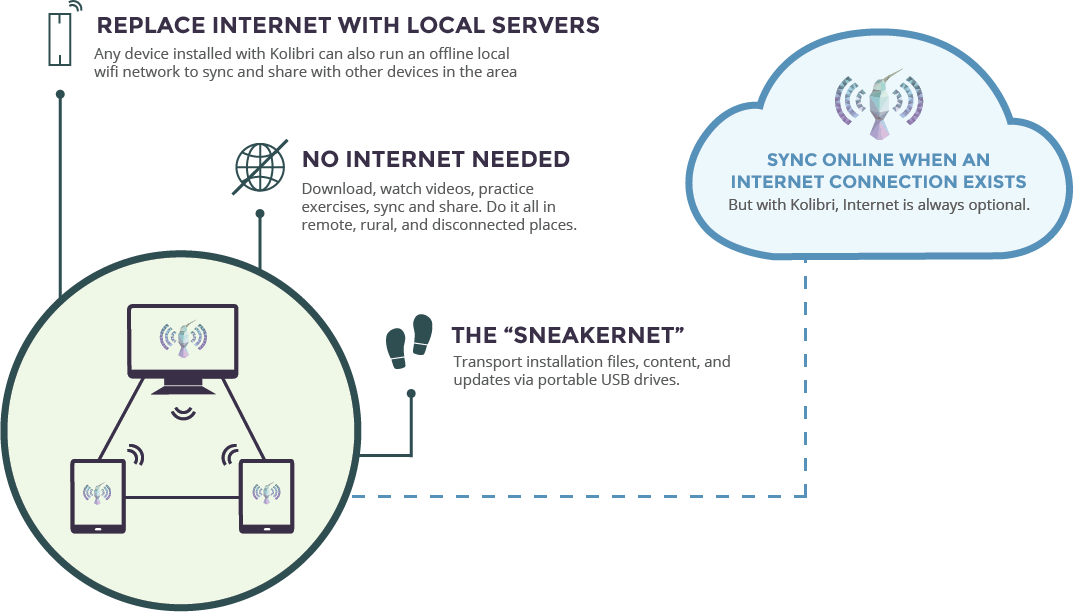 REPLACE INTERNET WITH LOCAL SERVERS
Any device installed with Kolibri can also run an offline local
wifi network to sync and share with other devices in the area
NO INTERNET NEEDED
Download, watch videos, practice
exercises, sync and share. Do it all in
remote, rural, and disconnected places.
THE “SNEAKERNET”
Transport installation files, content, and
updates via portable USB drives.
SYNC ONLINE WHEN AN
INTERNET CONNECTION EXISTS
But with Kolibri, Internet is always optional.